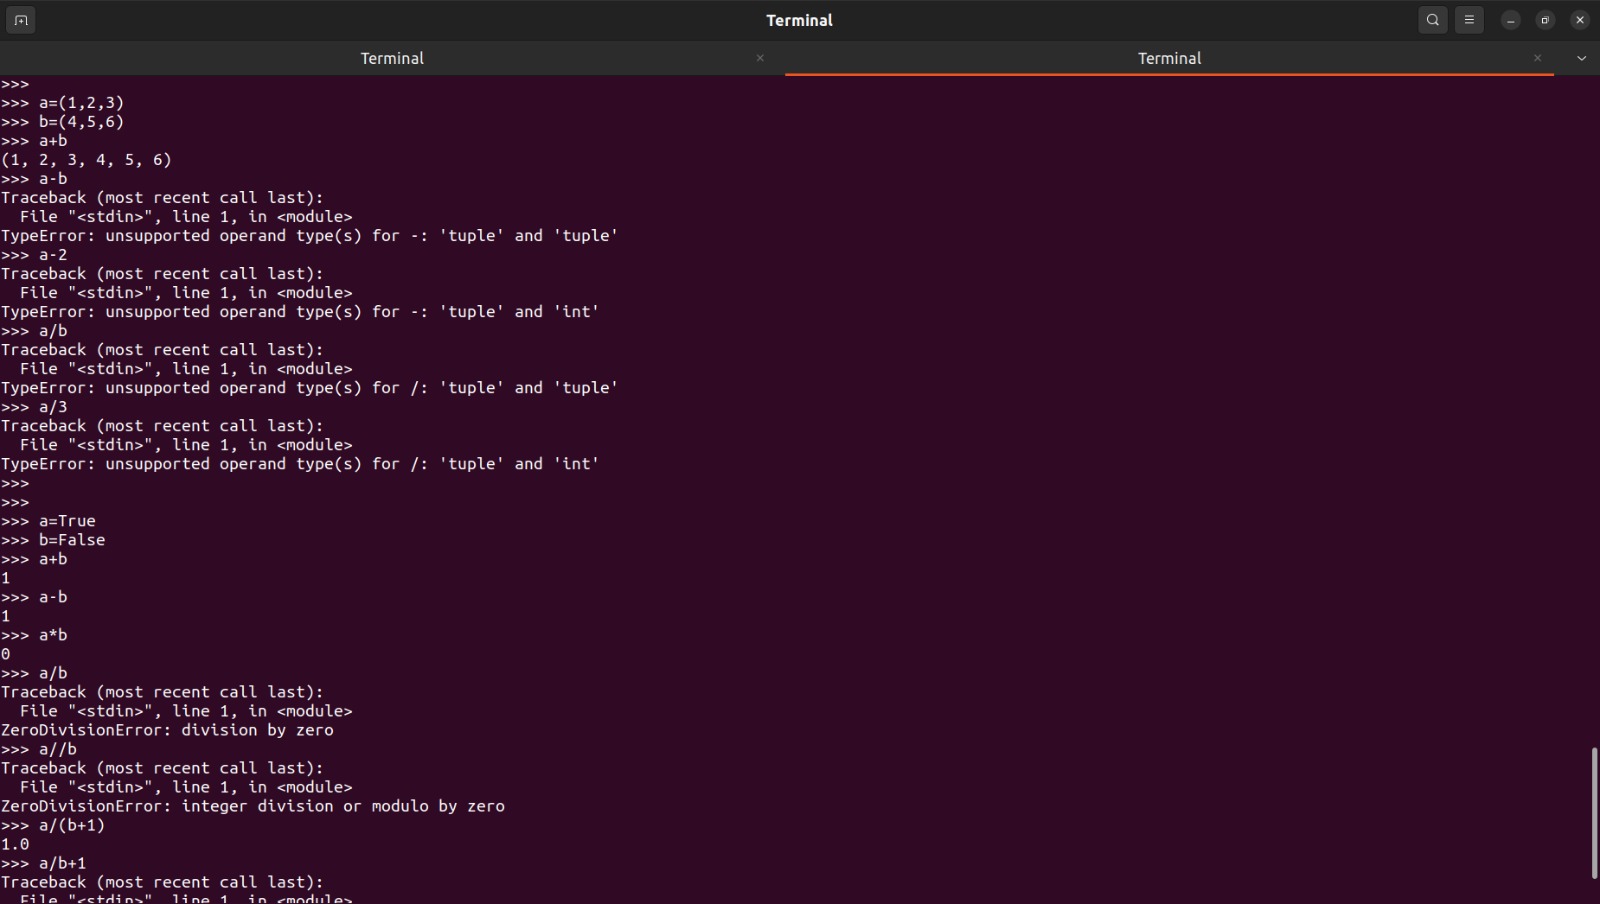 Terminal
Terminal
Terminal
>>>
>>> a=(1,2,3)
>>> b=(4,5,6)
>>> a+b
(1, 2, 3, 4, 5, 6)
>>> a-b
Traceback (most recent call last):
  File "<stdin>", line 1, in <module>
TypeError: unsupported operand type(s) for -: 'tuple' and 'tuple'
>>> a-2
Traceback (most recent call last):
  File "<stdin>", line 1, in <module>
TypeError: unsupported operand type(s) for -: 'tuple' and 'int'
>>> a/b
Traceback (most recent call last):
  File "<stdin>", line 1, in <module>
TypeError: unsupported operand type(s) for /: 'tuple' and 'tuple'
>>> a/3
Traceback (most recent call last):
  File "<stdin>", line 1, in <module>
TypeError: unsupported operand type(s) for /: 'tuple' and 'int'
>>>
>>>
>>> a=True
>>> b=False
>>> a+b
1
>>> a-b
1
>>> a*b
0
>>> a/b
Traceback (most recent call last):
  File "<stdin>", line 1, in <module>
ZeroDivisionError: division by zero
>>> a//b
Traceback (most recent call last):
  File "<stdin>", line 1, in <module>
ZeroDivisionError: integer division or modulo by zero
>>> a/(b+1)
1.0
>>> a/b+1
Traceback (most recent call last):
  File "<stdin>", line 1, in <module>